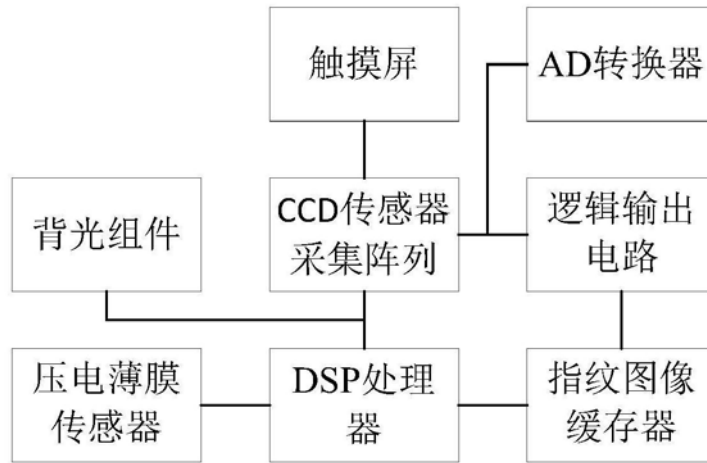 触摸屏
AD转换器
背光组件
CCD传感器
采集阵列
逻辑输出
电路
压电薄膜
传感器
DSP处理
器
指纹图像
缓存器